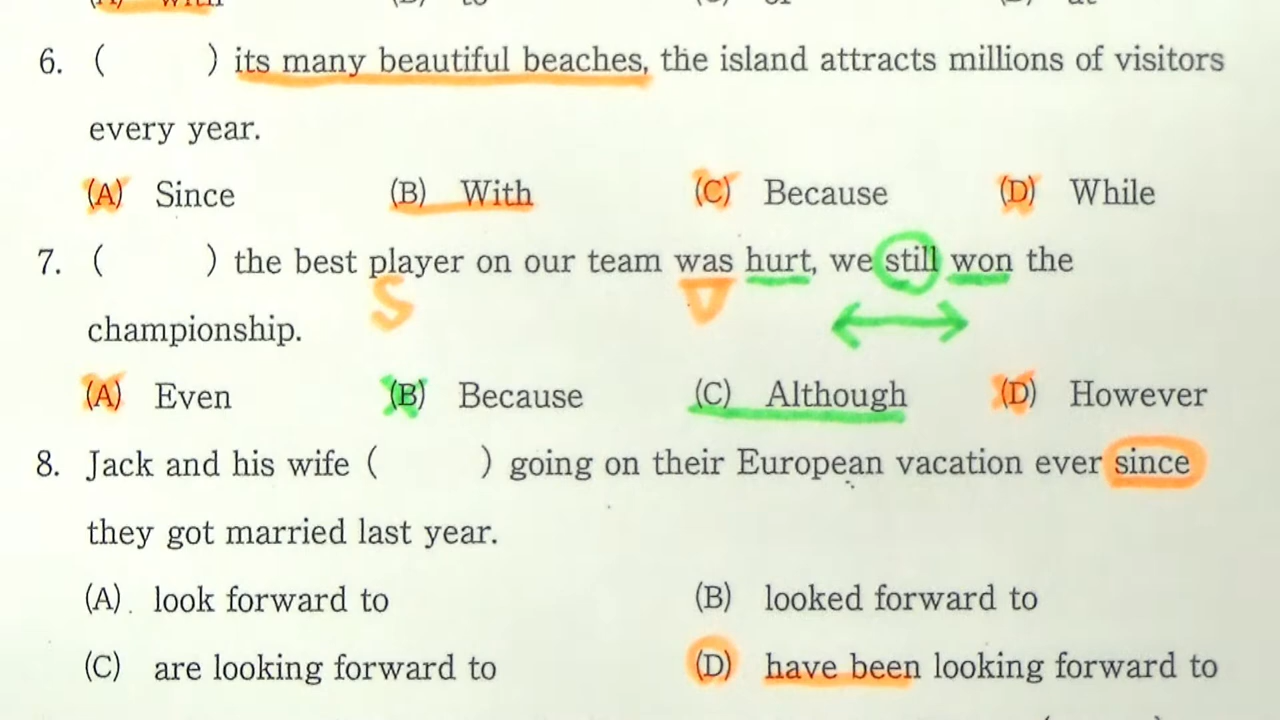 (A) with
6. ( ) its many beautiful beaches, the island attracts millions of visitors
every year.
(A) Since (B) With (C) Because (D) While
7. ( ) the best player on our team was hurt, we still won the
S V
championship.
(A) Even (B) Because (C) Although (D) However
8. Jack and his wife ( ) going on their European vacation ever since
they got married last year.
(A) look forward to (B) looked forward to
(C) are looking forward to (D) have been looking forward to